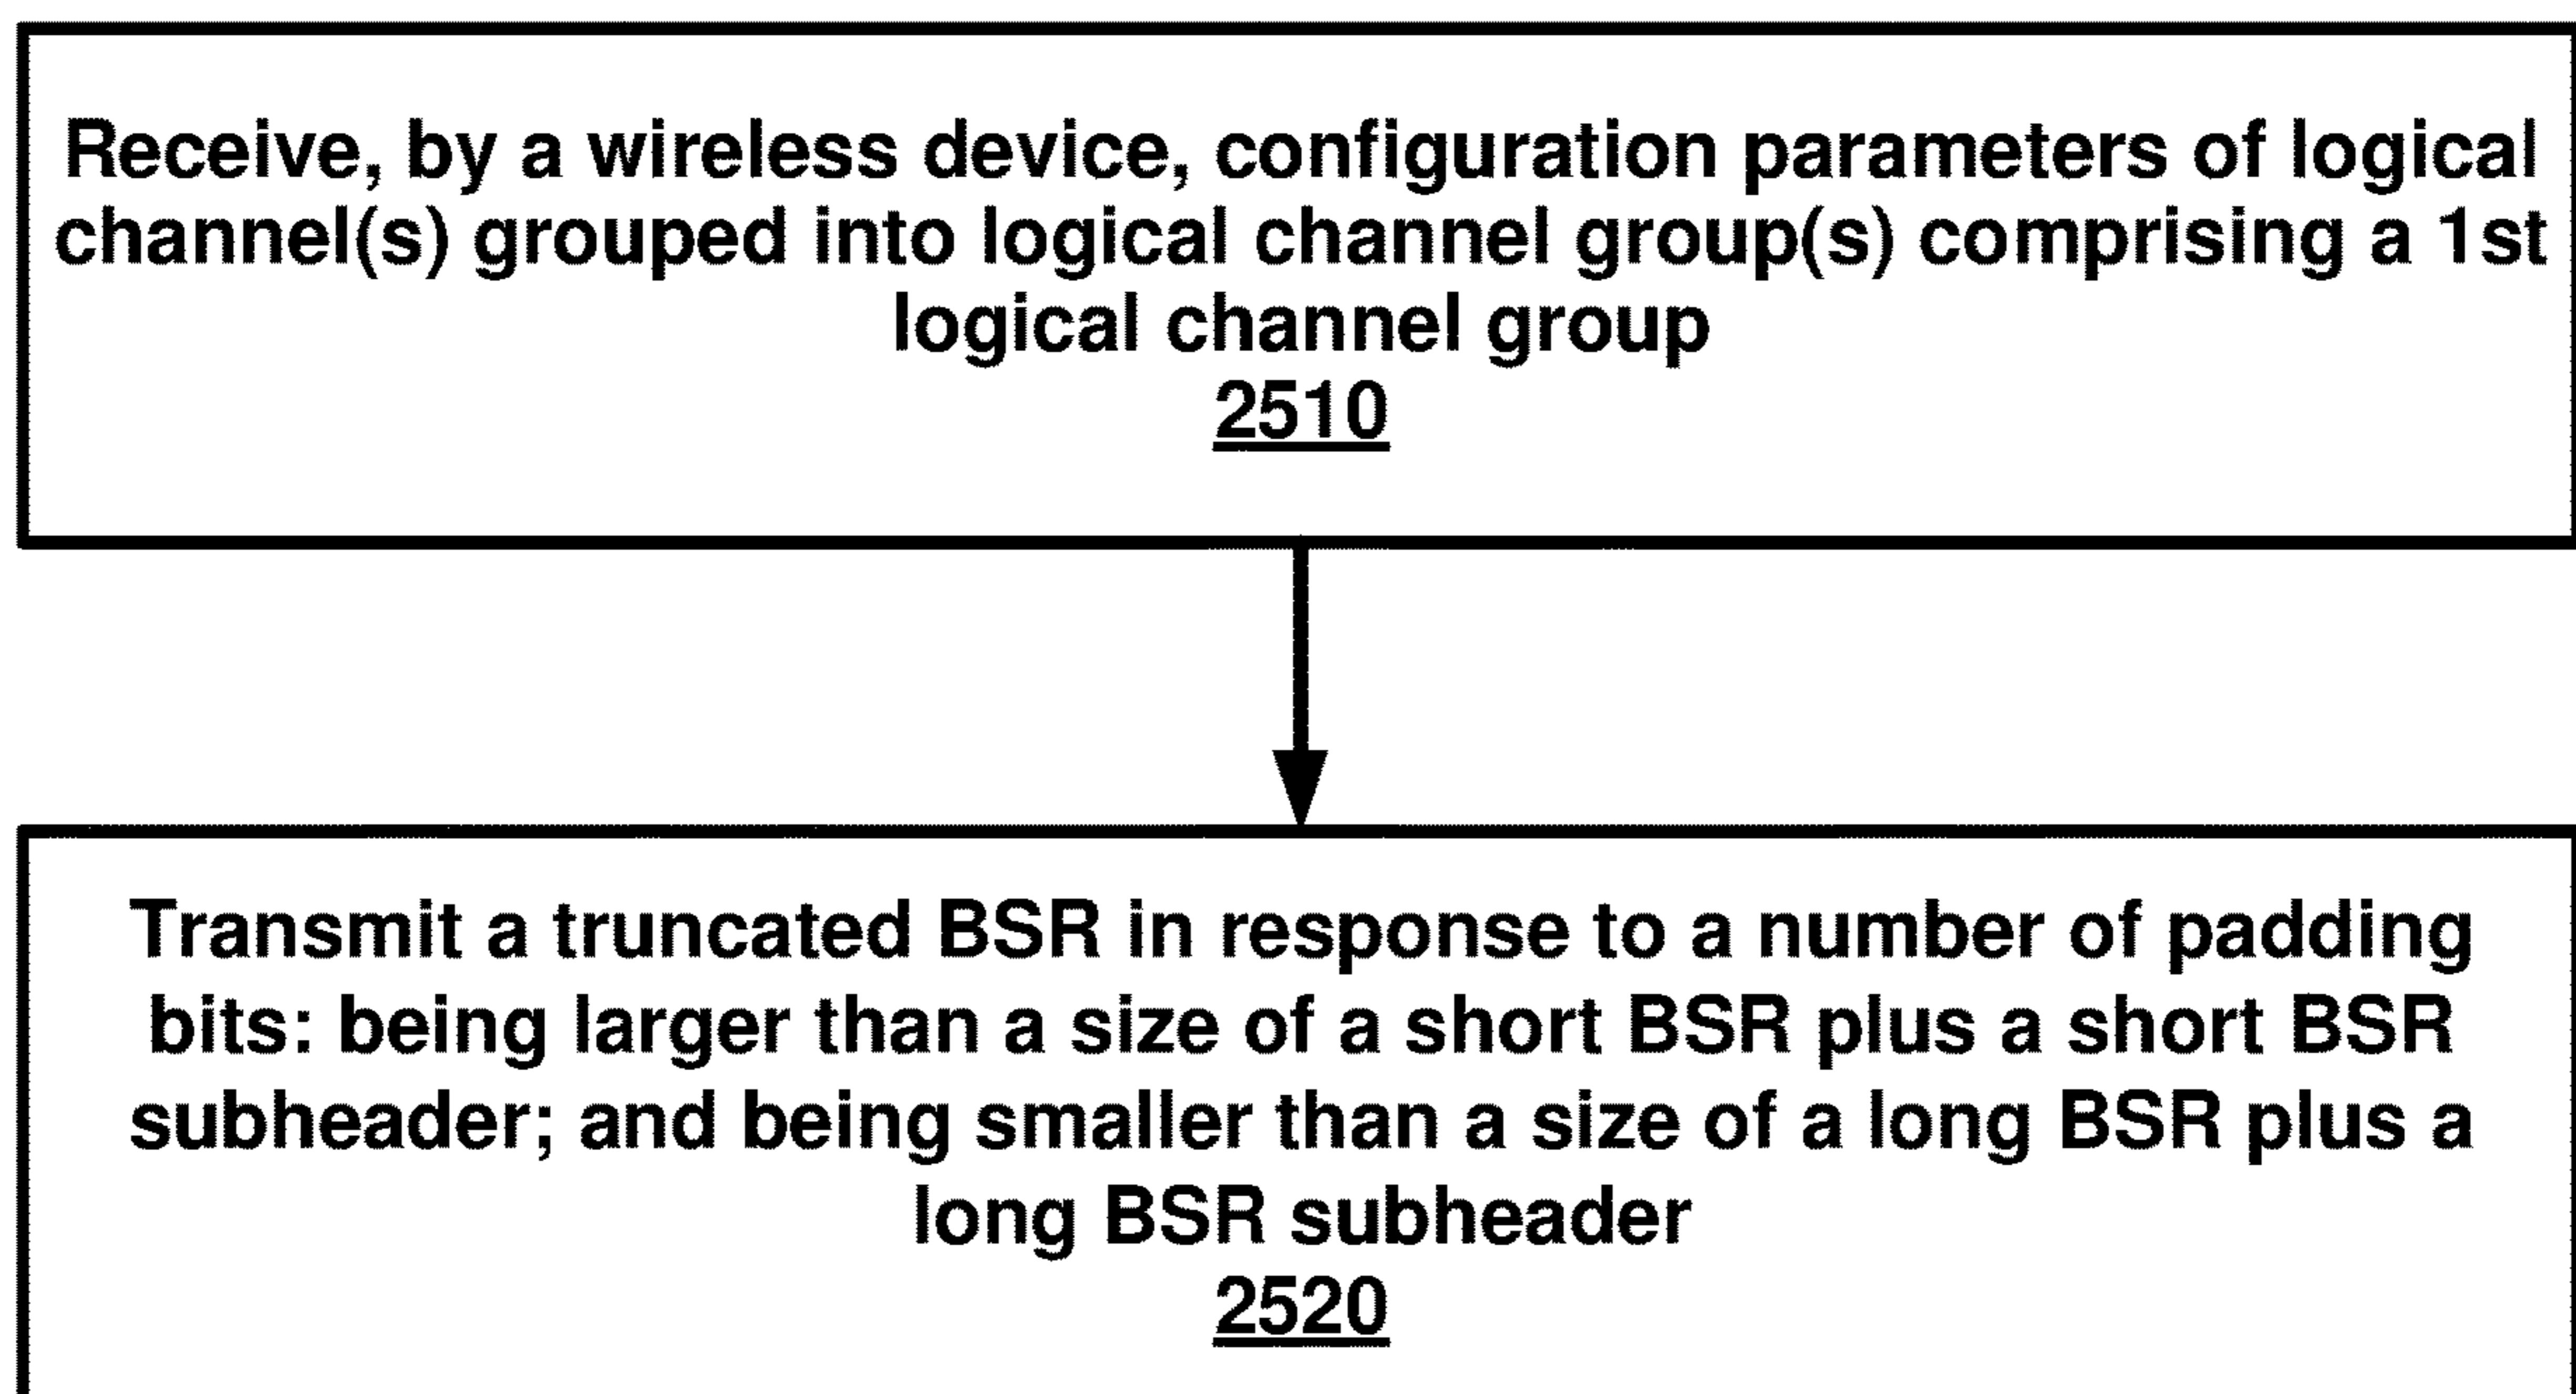 Receive, by a wireless device, configuration parameters of logical
channel(s) grouped into logical channel group(s) comprising a 1st
logical channel group
2510
Transmit a truncated BSR in response to a number of padding
bits: being larger than a size of a short BSR plus a short BSR
subheader; and being smaller than a size of a long BSR plus a
long BSR subheader
2520